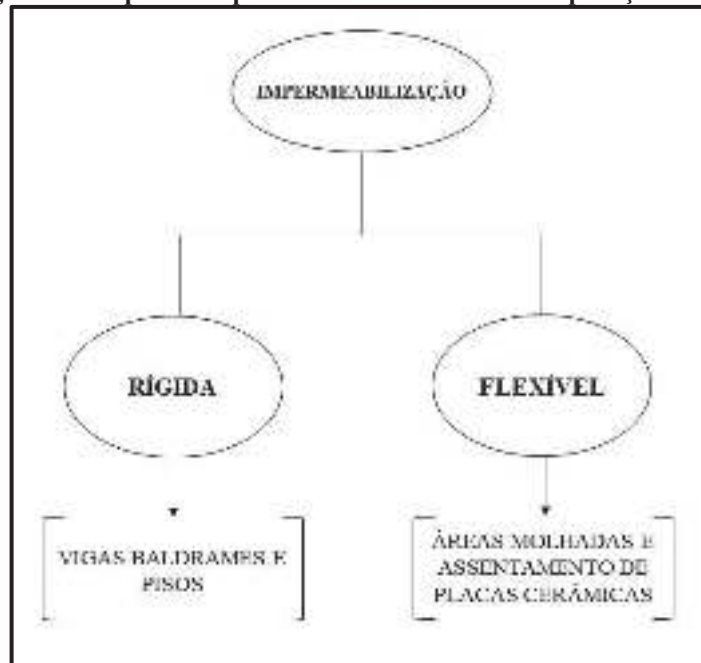 IMPERMEABILIZAÇÃO
RÍGIDA
FLEXÍVEL
VIGAS BALDRAMES E
PISOS
ÁREAS MOLHADAS E
ASSENTAMENTO DE
PLACAS CERÂMICAS